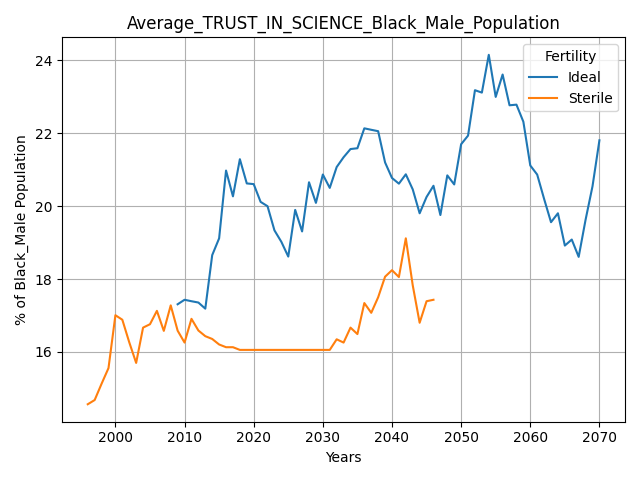 Average_TRUST_IN_SCIENCE_Black_Male_Population
Fertility
Ideal
Sterile
% of Black_Male Population
24
22
20
18
16
2000 2010 2020 2030 2040 2050 2060 2070
Years